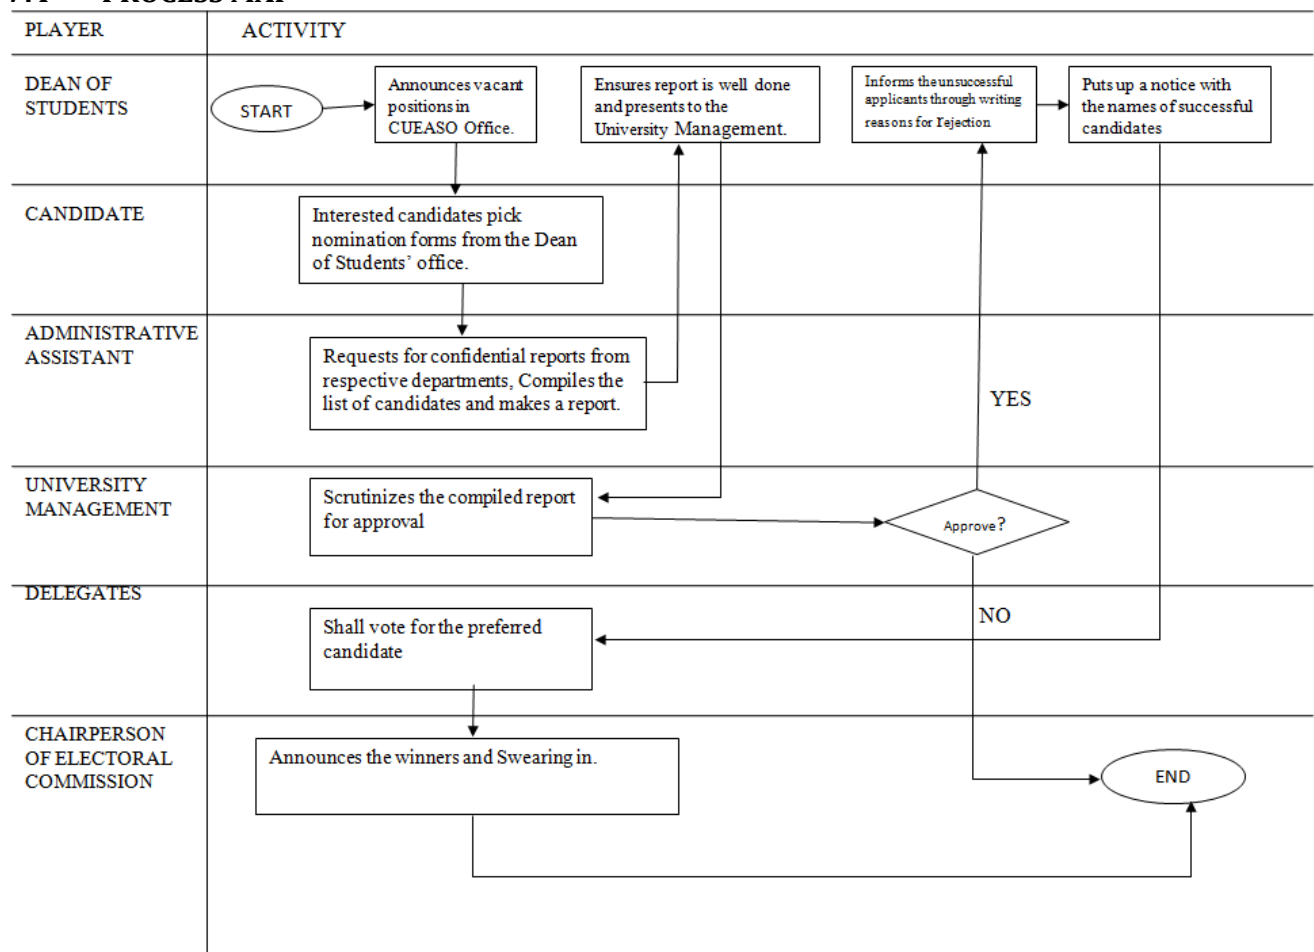 PLAYER
ACTIVITY
DEAN OF
STUDENTS
START
Announces vacant
positions in
CUEASO Office.
Ensures report is well done
and presents to the
University Management.
Informs the unsuccessful
applicants through writing
reasons for rejection
Puts up a notice with
the names of successful
candidates
CANDIDATE
Interested candidates pick
nomination forms from the Dean
of Students’ office.
ADMINISTRATIVE
ASSISTANT
Requests for confidential reports from
respective departments, Compiles the
list of candidates and makes a report.
YES
UNIVERSITY
MANAGEMENT
Scrutinizes the compiled report
for approval
Approve?
DELEGATES
Shall vote for the preferred
candidate
NO
CHAIRPERSON
OF ELECTORAL
COMMISSION
Announces the winners and Swearing in.
END